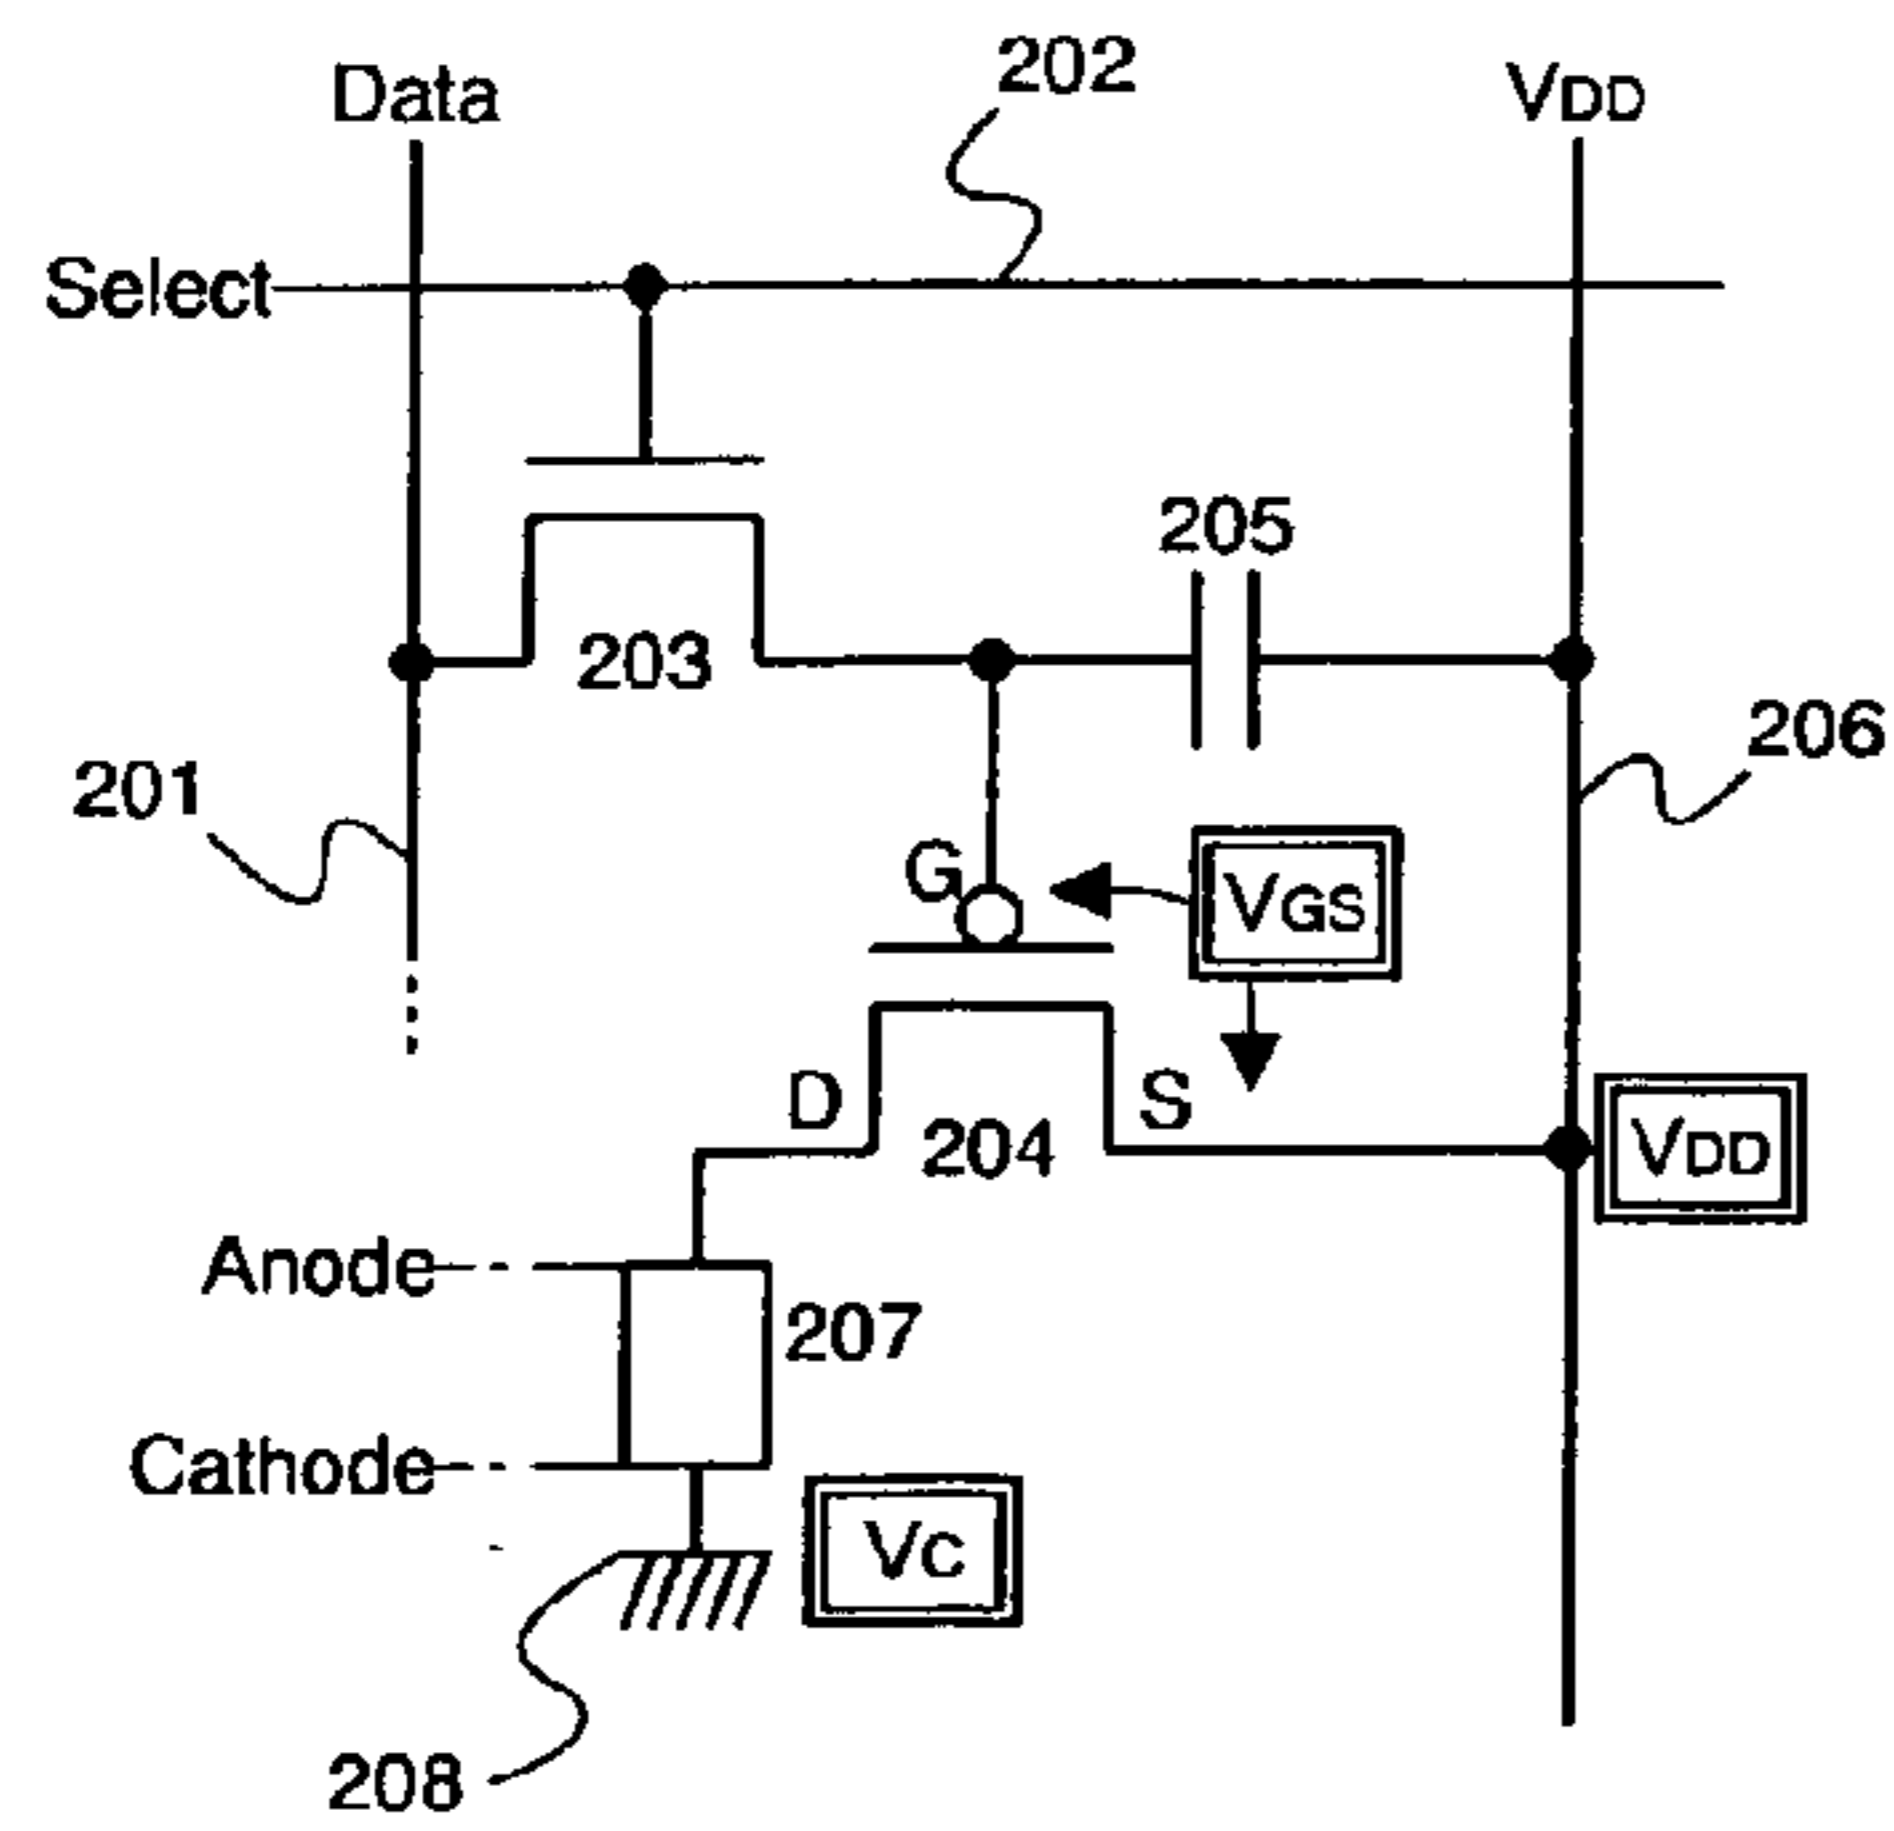 202
Data
VDD
Select
205
203
206
201
G
VGS
D
S
204
VDD
Anode
207
Cathode
VC
208